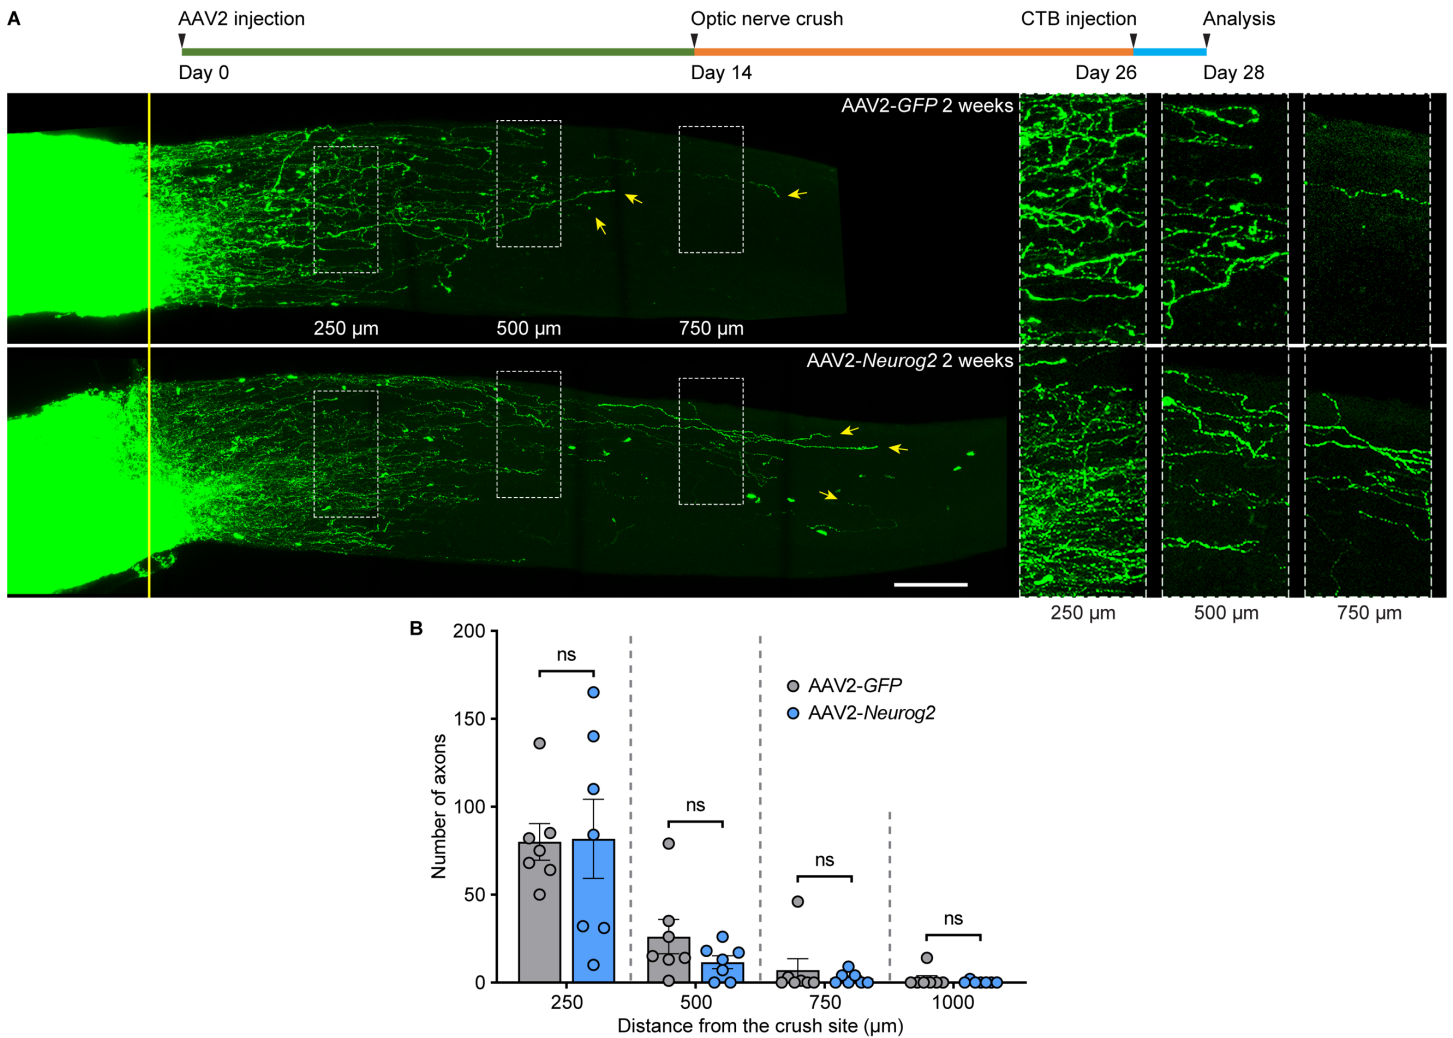 A
AAV2 injection
Optic nerve crush
CTB injection
Analysis
Day 0
Day 14
Day 26
Day 28
AAV2-GFP 2 weeks
250 µm
500 µm
750 µm
AAV2-Neurog2 2 weeks
250 µm
500 µm
750 µm
B
200
150
100
50
0
Number of axons
ns
ns
ns
ns
AAV2-GFP
AAV2-Neurog2
250
500
750
1000
Distance from the crush site (µm)